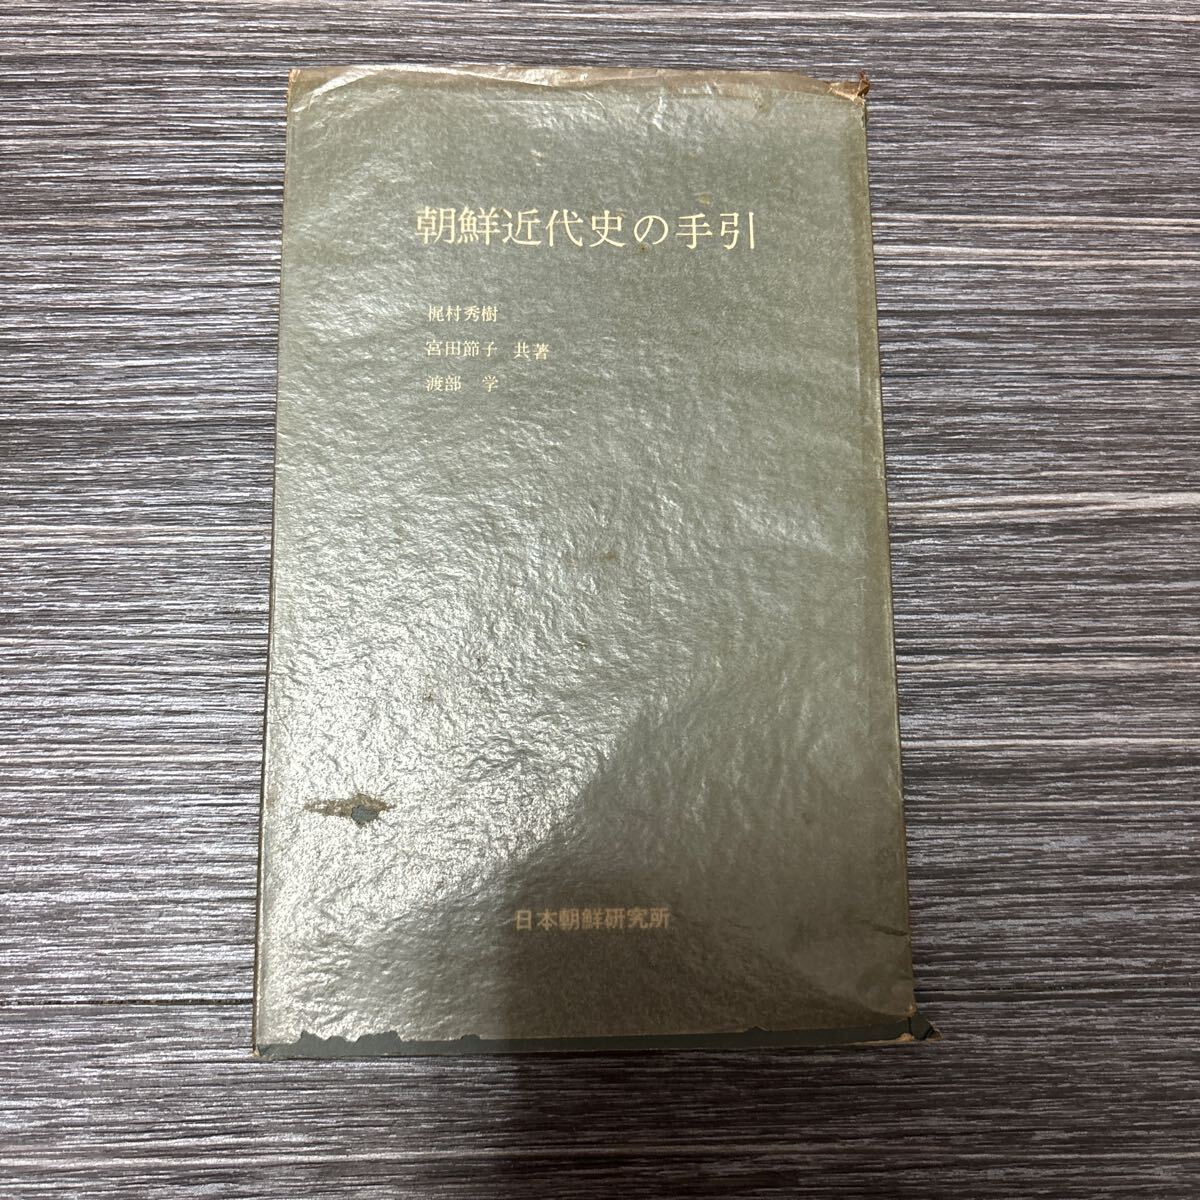 朝鮮近代史の手引
梶村秀樹
宮田節子 共著
渡部 学
日本朝鮮研究所